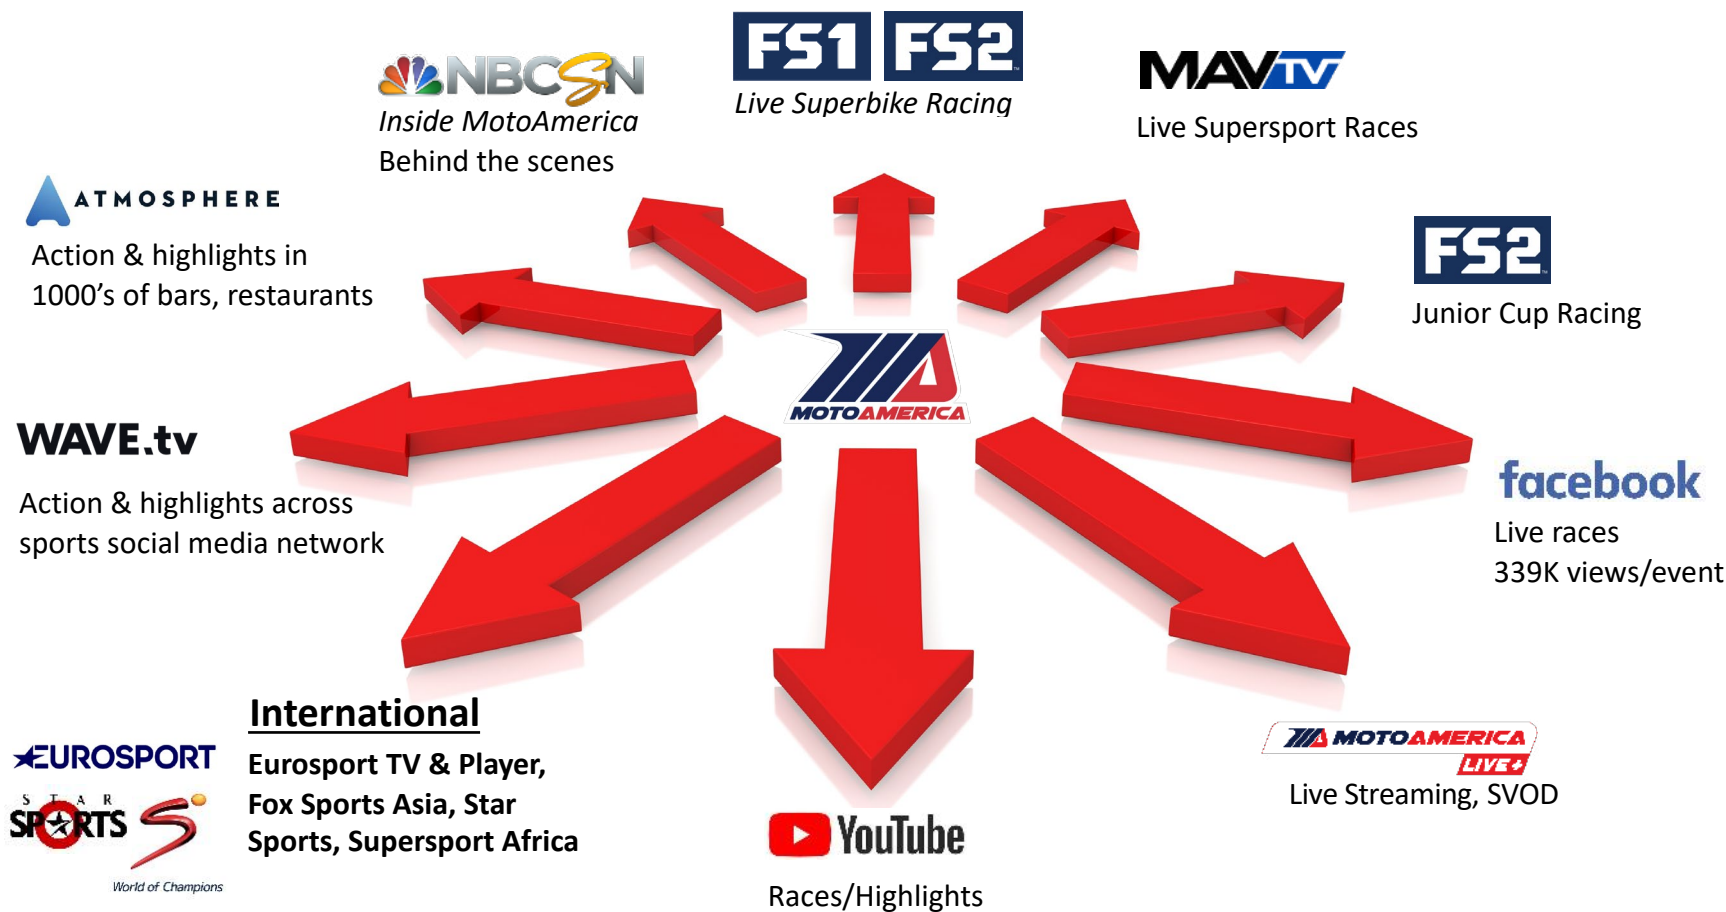 FS1 FS2
Live Superbike Racing
NBCSN
Inside MotoAmerica
Behind the scenes
MAVTV
Live Supersport Races
ATMOSPHERE
Action & highlights in
1000’s of bars, restaurants
FS2
Junior Cup Racing
MOTOAMERICA
WAVE.tv
Action & highlights across
sports social media network
facebook
Live races
339K views/event
International
Eurosport TV & Player,
Fox Sports Asia, Star
Sports, Supersport Africa
EUROSPORT
STAR
SPORTS
World of Champions
MOTOAMERICA
LIVE+
Live Streaming, SVOD
YouTube
Races/Highlights